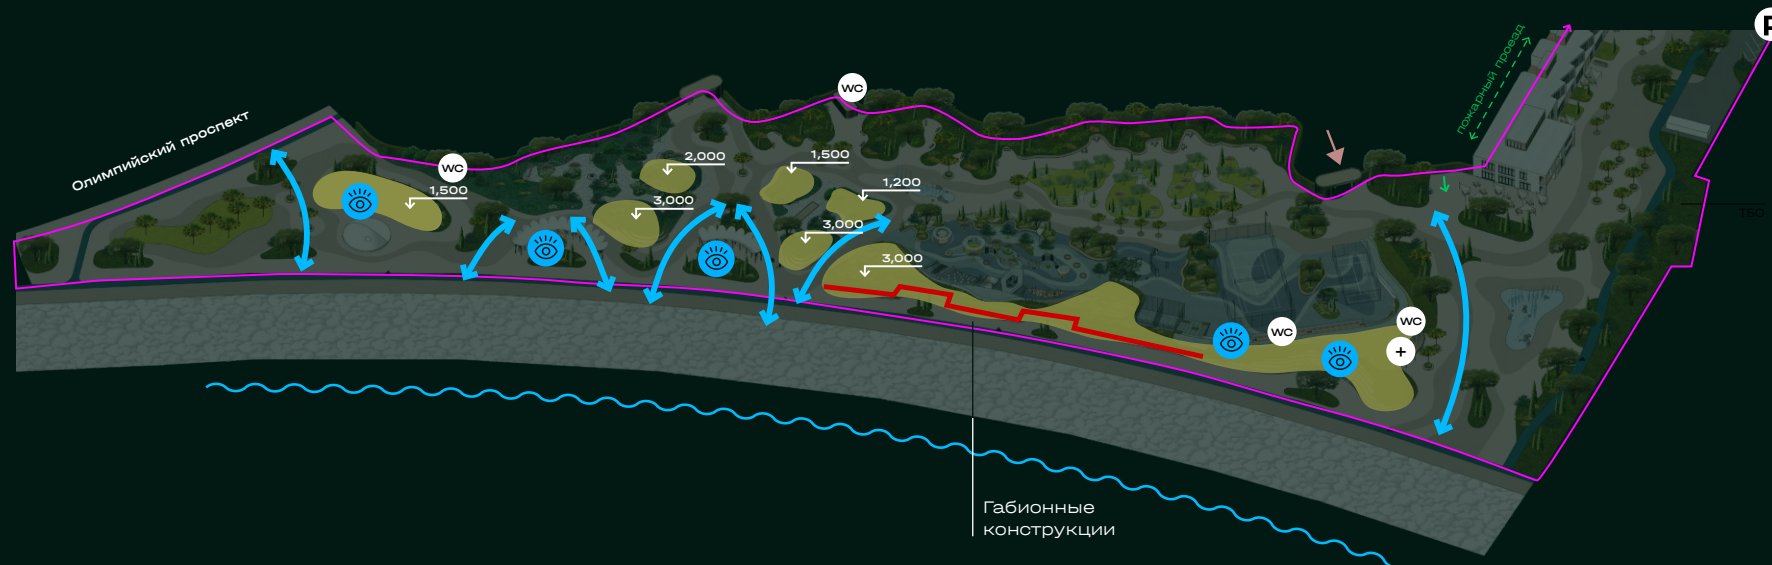 P
пожарный проезд
Олимпийский проспект
WC
WC
2,000
1,500
1,500
1,200
3,000
3,000
3,000
WC
WC
+
Габионные
конструкции